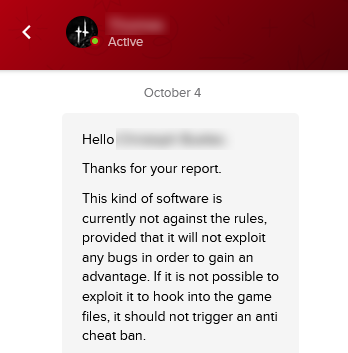 Active
October 4
Hello
Thanks for your report.
This kind of software is
currently not against the rules,
provided that it will not exploit
any bugs in order to gain an
advantage. If it is not possible to
exploit it to hook into the game
files, it should not trigger an anti
cheat ban.